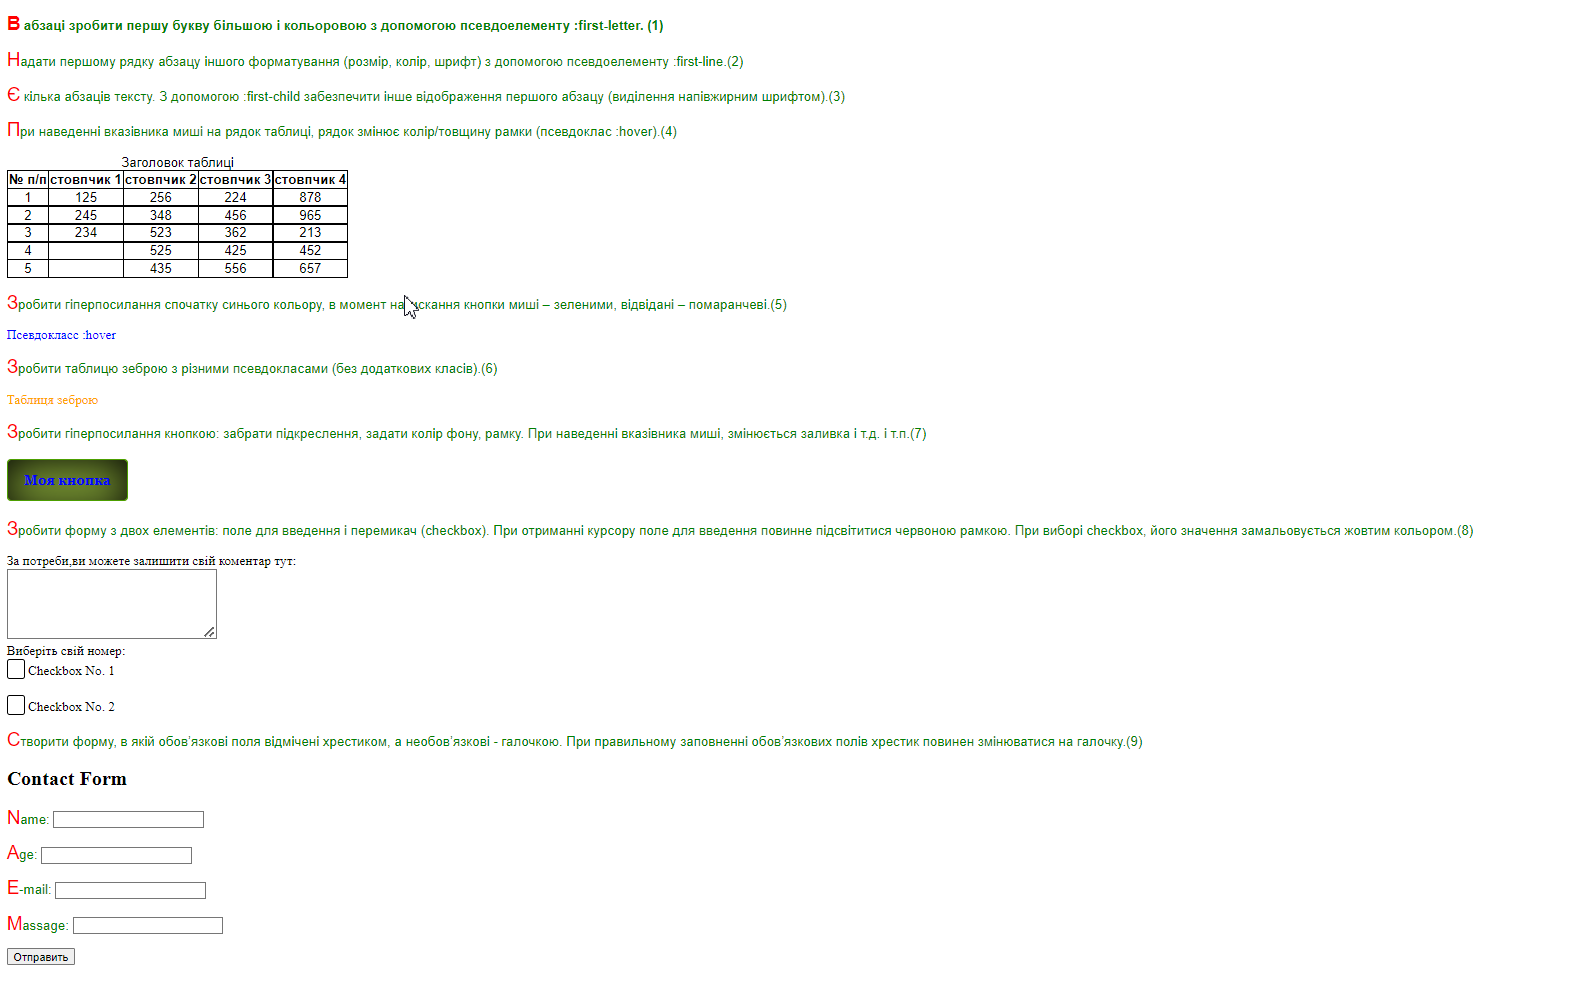 В абзаці зробити першу букву більшою і кольоровою з допомогою псевдоелементу :first-letter. (1)
Надати першому рядку абзацу іншого форматування (розмір, колір, шрифт) з допомогою псевдоелементу :first-line.(2)
Є кілька абзаців тексту. З допомогою :first-child забезпечити інше відображення першого абзацу (виділення напівжирним шрифтом).(3)
При наведенні вказівника миші на рядок таблиці, рядок змінює колір/товщину рамки (псевдоклас :hover).(4)
Заголовок таблиці
№ п/п стовпчик 1 стовпчик 2 стовпчик 3 стовпчик 4
1 125 256 224 878
2 245 348 456 965
3 234 523 362 213
4 525 425 452
5 435 556 657
Зробити гіперпосилання спочатку синього кольору, в момент натискання кнопки миші – зеленими, відвідані – помаранчеві.(5)
Псевдокласс :hover
Зробити таблицю зеброю з різними псевдокласами (без додаткових класів).(6)
Таблиця зеброю
Зробити гіперпосилання кнопкою: забрати підкреслення, задати колір фону, рамку. При наведенні вказівника миші, змінюється заливка і т.д. і т.п.(7)
Моя кнопка
Зробити форму з двох елементів: поле для введення і перемикач (checkbox). При отриманні курсору поле для введення повинне підсвітитися червоною рамкою. При виборі checkbox, його значення замальовується жовтим кольором.(8)
За потреби,ви можете залишити свій коментар тут:
Виберіть свій номер:
Checkbox No. 1
Checkbox No. 2
Створити форму, в якій обов’язкові поля відмічені хрестиком, а необов’язкові - галочкою. При правильному заповненні обов’язкових полів хрестик повинен змінюватися на галочку.(9)
Contact Form
Name:
Age:
E-mail:
Massage:
Отправить